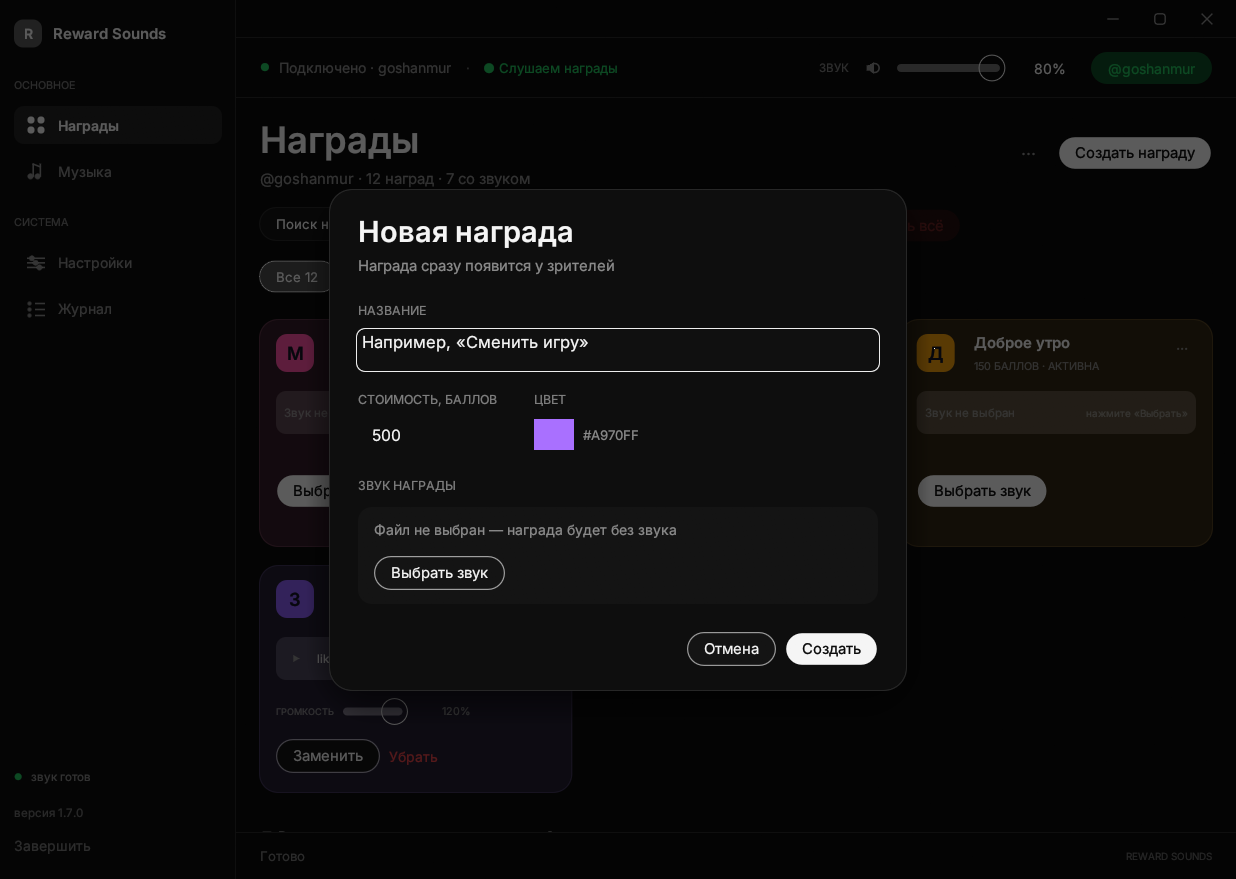 R Reward Sounds
ОСНОВНОЕ
Награды
Музыка
СИСТЕМА
Настройки
Журнал
звук готов
версия 1.7.0
Завершить
Подключено · goshanmur · Слушаем награды
ЗВУК 80% @goshanmur
Награды
@goshanmur · 12 наград · 7 со звуком
... Создать награду
Поиск
всё
Все 12
М
Звук не
Д Доброе утро ...
150 БАЛЛОВ · АКТИВНА
Звук не выбран нажмите «Выбрать»
Выбрать звук
Новая награда
Награда сразу появится у зрителей
НАЗВАНИЕ
Например, «Сменить игру»
СТОИМОСТЬ, БАЛЛОВ ЦВЕТ
500 #A970FF
ЗВУК НАГРАДЫ
Файл не выбран — награда будет без звука
Выбрать звук
Отмена Создать
З
ГРОМКОСТЬ 120%
Заменить Убрать
Готово REWARD SOUNDS